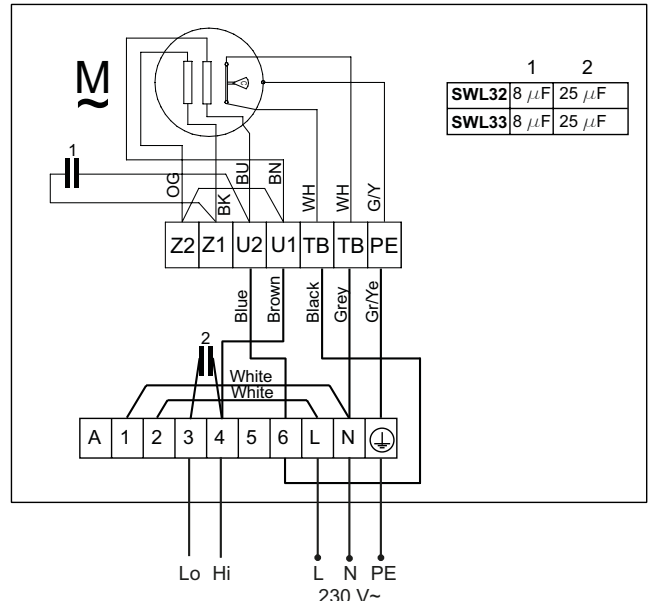 M
~
1 2
SWL32 8 µF 25 µF
SWL33 8 µF 25 µF
1
OG BK BU BN WH WH G/Y
Z2 Z1 U2 U1 TB TB PE
Blue Brown Black Grey Gr/Ye
2
White
White
A 1 2 3 4 5 6 L N
Lo Hi L N PE
230 V~